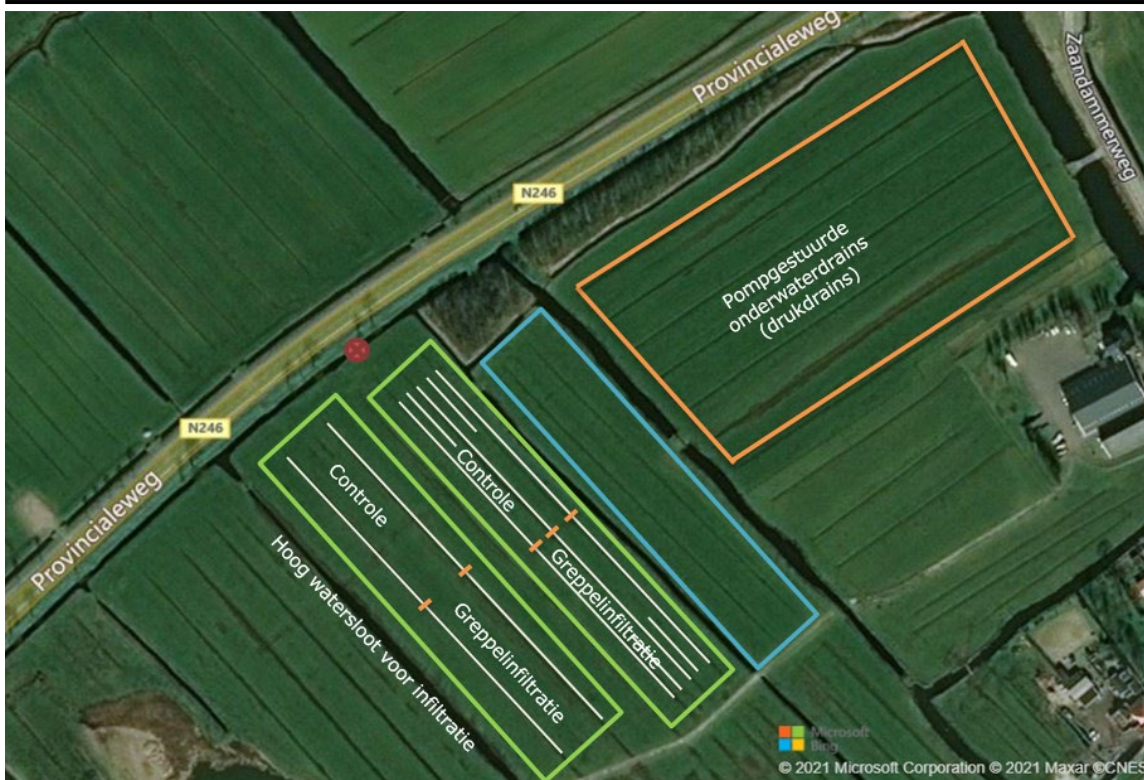 Provincialeweg
Zaandammerweg
N246
Pompgestuurde
onderwaterdrains
(drukdrains)
N246
Provincialeweg
Controle
Controle
Greppelinfiltratie
Greppelinfiltratie
Hoog watersloot voor infiltratie
Microsoft
Bing
© 2021 Microsoft Corporation © 2021 Maxar ©CNES